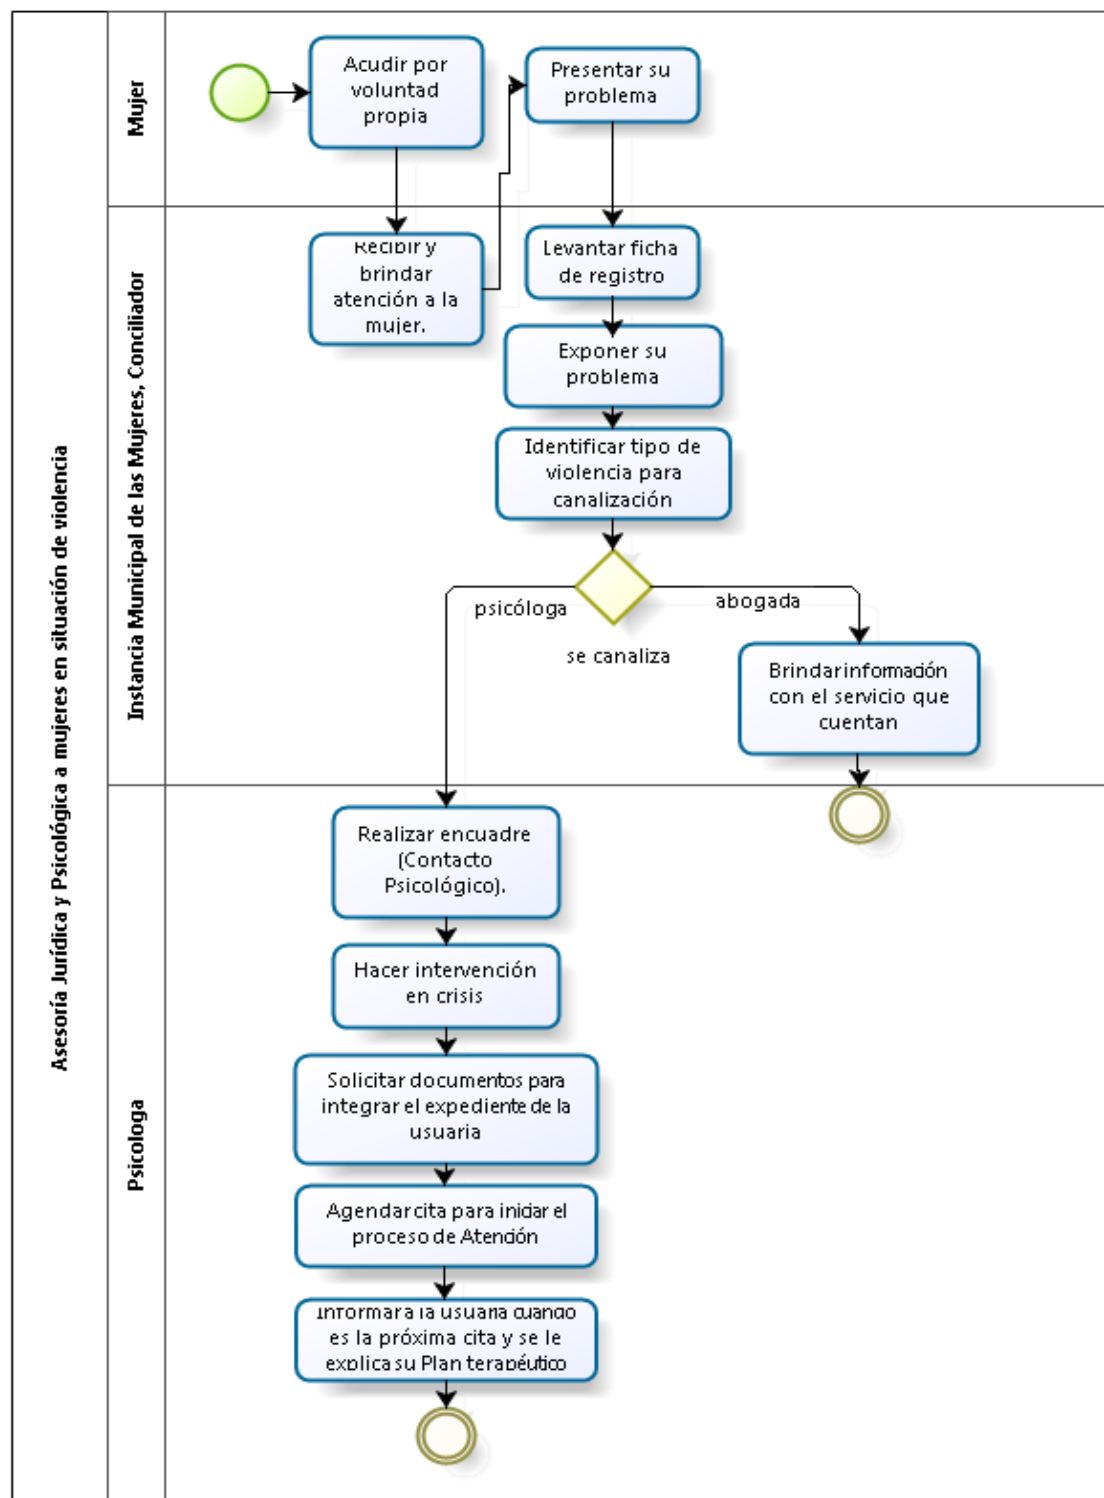 Asesoría Jurídica y Psicológica a mujeres en situación de violencia
Mujer
Acudir por
voluntad
propia
Presentar su
problema
Instancia Municipal de las Mujeres, Conciliador
Recibir y
brindar
atención a la
mujer.
Levantar ficha
de registro
Exponer su
problema
Identificar tipo de
violencia para
canalización
psicóloga
abogada
se canaliza
Brindar información
con el servicio que
cuentan
Psicologa
Realizar encuadre
(Contacto
Psicológico).
Hacer intervención
en crisis
Solicitar documentos para
integrar el expediente de la
usuaria
Agendar cita para iniciar el
proceso de Atención
Informar a la usuaria cuando
es la próxima cita y se le
explica su Plan terapéutico